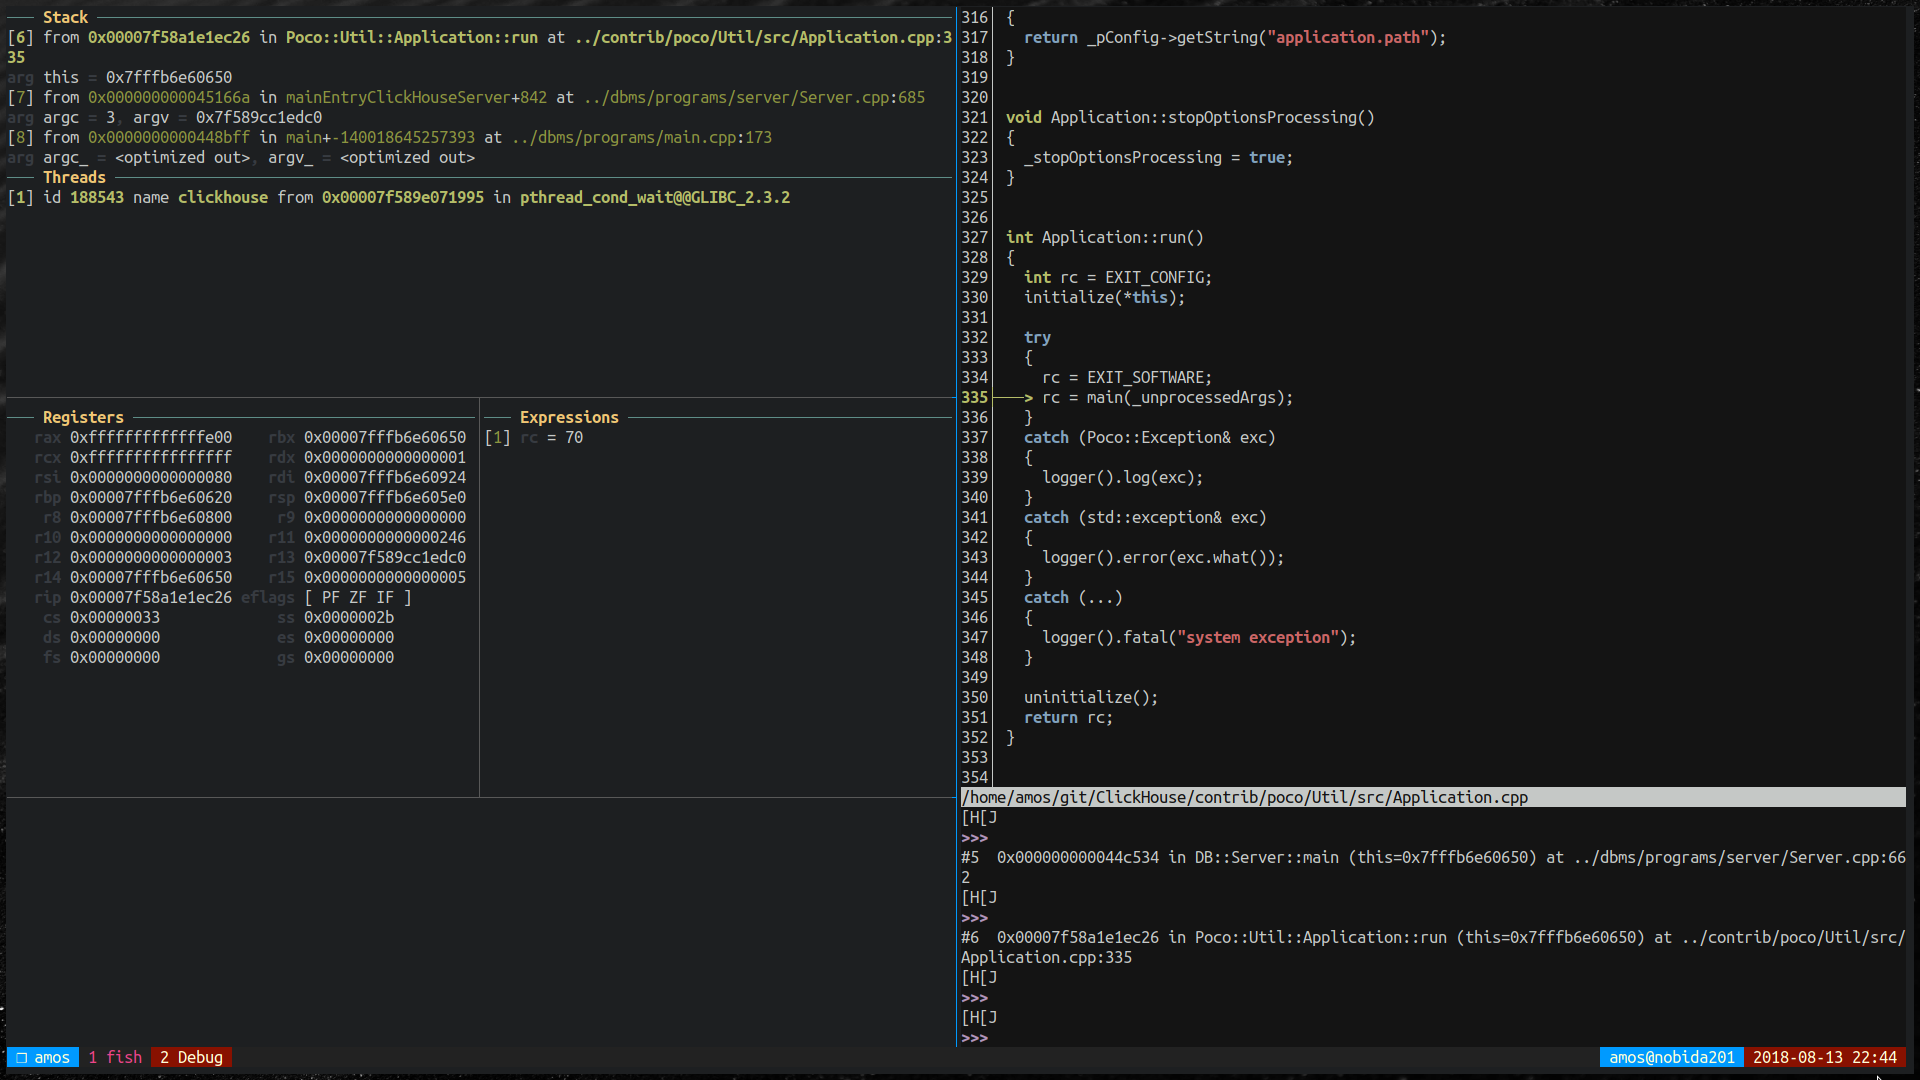 Stack
[6] from 0x00007f58a1e1ec26 in Poco::Util::Application::run at ../contrib/poco/Util/src/Application.cpp:3
35
arg this = 0x7fffb6e60650
[7] from 0x000000000045166a in mainEntryClickHouseServer+842 at ../dbms/programs/server/Server.cpp:685
arg argc = 3, argv = 0x7f589cc1edc0
[8] from 0x0000000000448bff in main+-140018645257393 at ../dbms/programs/main.cpp:173
arg argc_ = <optimized out>, argv_ = <optimized out>
Threads
[1] id 188543 name clickhouse from 0x00007f589e071995 in pthread_cond_wait@@GLIBC_2.3.2
Registers
rax 0xfffffffffffffe00 rbx 0x00007fffb6e60650
rcx 0xffffffffffffffff rdx 0x0000000000000001
rsi 0x0000000000000080 rdi 0x00007fffb6e60924
rbp 0x00007fffb6e60620 rsp 0x00007fffb6e605e0
r8 0x00007fffb6e60800 r9 0x0000000000000000
r10 0x0000000000000000 r11 0x0000000000000246
r12 0x0000000000000003 r13 0x00007f589cc1edc0
r14 0x00007fffb6e60650 r15 0x0000000000000005
rip 0x00007f58a1e1ec26 eflags [ PF ZF IF ]
cs 0x00000033 ss 0x0000002b
ds 0x00000000 es 0x00000000
fs 0x00000000 gs 0x00000000
Expressions
[1] rc = 70
316 {
317 return _pConfig->getString("application.path");
318 }
319
320
321 void Application::stopOptionsProcessing()
322 {
323 _stopOptionsProcessing = true;
324 }
325
326
327 int Application::run()
328 {
329 int rc = EXIT_CONFIG;
330 initialize(*this);
331
332 try
333 {
334 rc = EXIT_SOFTWARE;
335 > rc = main(_unprocessedArgs);
336 }
337 catch (Poco::Exception& exc)
338 {
339 logger().log(exc);
340 }
341 catch (std::exception& exc)
342 {
343 logger().error(exc.what());
344 }
345 catch (...)
346 {
347 logger().fatal("system exception");
348 }
349
350 uninitialize();
351 return rc;
352 }
353
354
/home/amos/git/ClickHouse/contrib/poco/Util/src/Application.cpp
[H[J
>>>
#5 0x000000000044c534 in DB::Server::main (this=0x7fffb6e60650) at ../dbms/programs/server/Server.cpp:66
2
[H[J
>>>
#6 0x00007f58a1e1ec26 in Poco::Util::Application::run (this=0x7fffb6e60650) at ../contrib/poco/Util/src/
Application.cpp:335
[H[J
>>>
[H[J
>>>
❐ amos 1 fish 2 Debug
amos@nobida201 2018-08-13 22:44